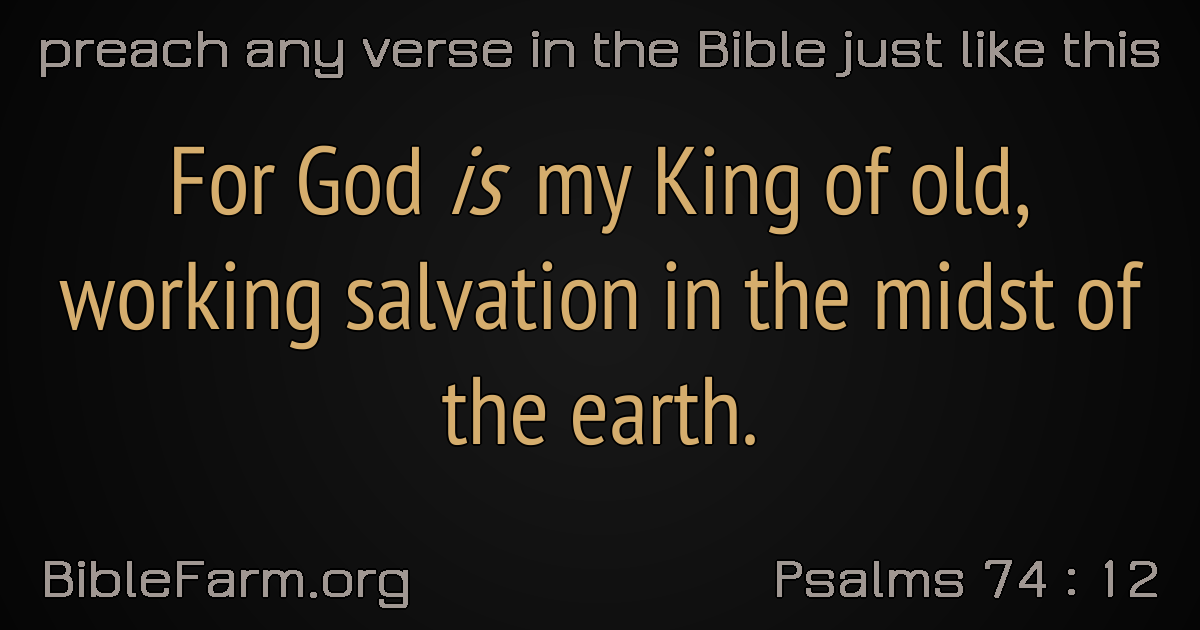 preach any verse in the Bible just like this
For God is my King of old,
working salvation in the midst of
the earth.
BibleFarm.org
Psalms 74 : 12